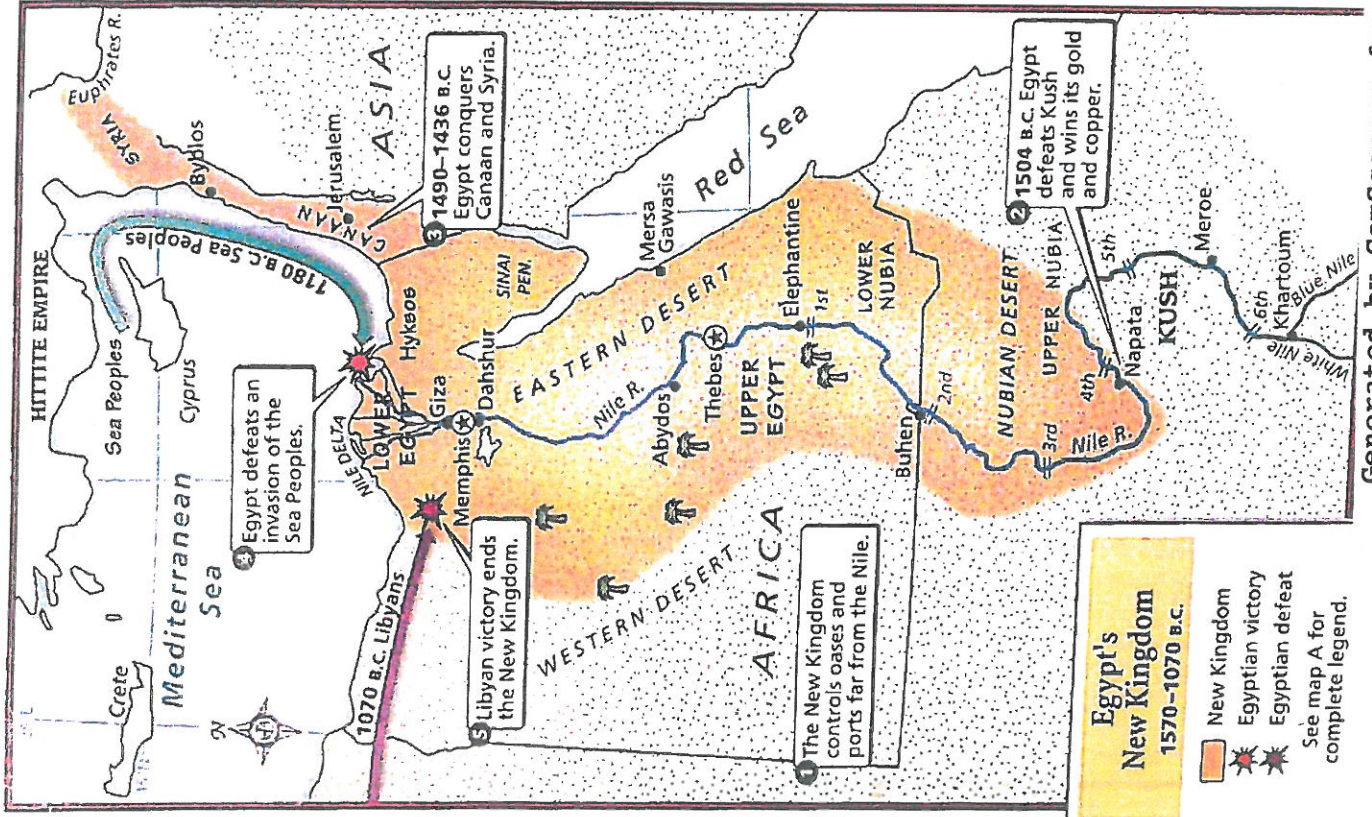 HITTITE EMPIRE
Sea Peoples
Cyprus
Crete
Mediterranean
Sea
Euphrates R.
SYRIA
Byblos
1180 B.C. Sea Peoples
CANAAN
Jerusalem
ASIA
4 Egypt defeats an
invasion of the
Sea Peoples.
3 1490–1436 B.C.
Egypt conquers
Canaan and Syria.
N
1070 B.C. Libyans
NILE DELTA
LOWER
EGYPT
Hyksos
Giza
Memphis
Dahshur
SINAI
PEN.
5 Libyan victory ends
the New Kingdom.
EASTERN DESERT
Nile R.
Mersa
Gawasis
Red Sea
WESTERN DESERT
Abydos
Thebes
UPPER
EGYPT
Elephantine
1st
LOWER
NUBIA
AFRICA
1 The New Kingdom
controls oases and
ports far from the Nile.
Buhen
2nd
NUBIAN DESERT
UPPER NUBIA
3rd
Nile R.
4th
Napata
5th
KUSH
2 1504 B.C. Egypt
defeats Kush
and wins its gold
and copper.
Meroe
6th
Khartoum
Blue Nile
White Nile
Egypt's
New Kingdom
1570–1070 B.C.
New Kingdom
Egyptian victory
Egyptian defeat
See map A for
complete legend.
Generated by